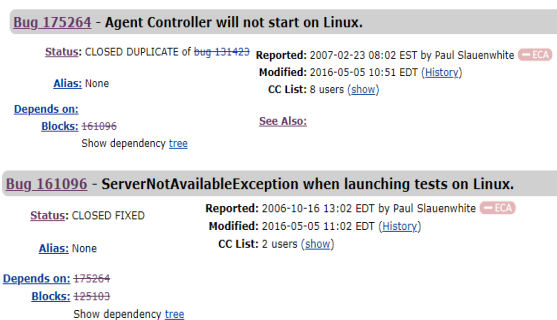 Bug 175264 - Agent Controller will not start on Linux.
Status: CLOSED DUPLICATE of bug 131423
Reported: 2007-02-23 08:02 EST by Paul Slauenwhite - ECA
Modified: 2016-05-05 10:51 EDT (History)
Alias: None
CC List: 8 users (show)
Depends on:
Blocks: 161096
See Also:
Show dependency tree
Bug 161096 - ServerNotAvailableException when launching tests on Linux.
Status: CLOSED FIXED
Reported: 2006-10-16 13:02 EDT by Paul Slauenwhite - ECA
Modified: 2016-05-05 11:02 EDT (History)
Alias: None
CC List: 2 users (show)
Depends on: 175264
Blocks: 125103
Show dependency tree